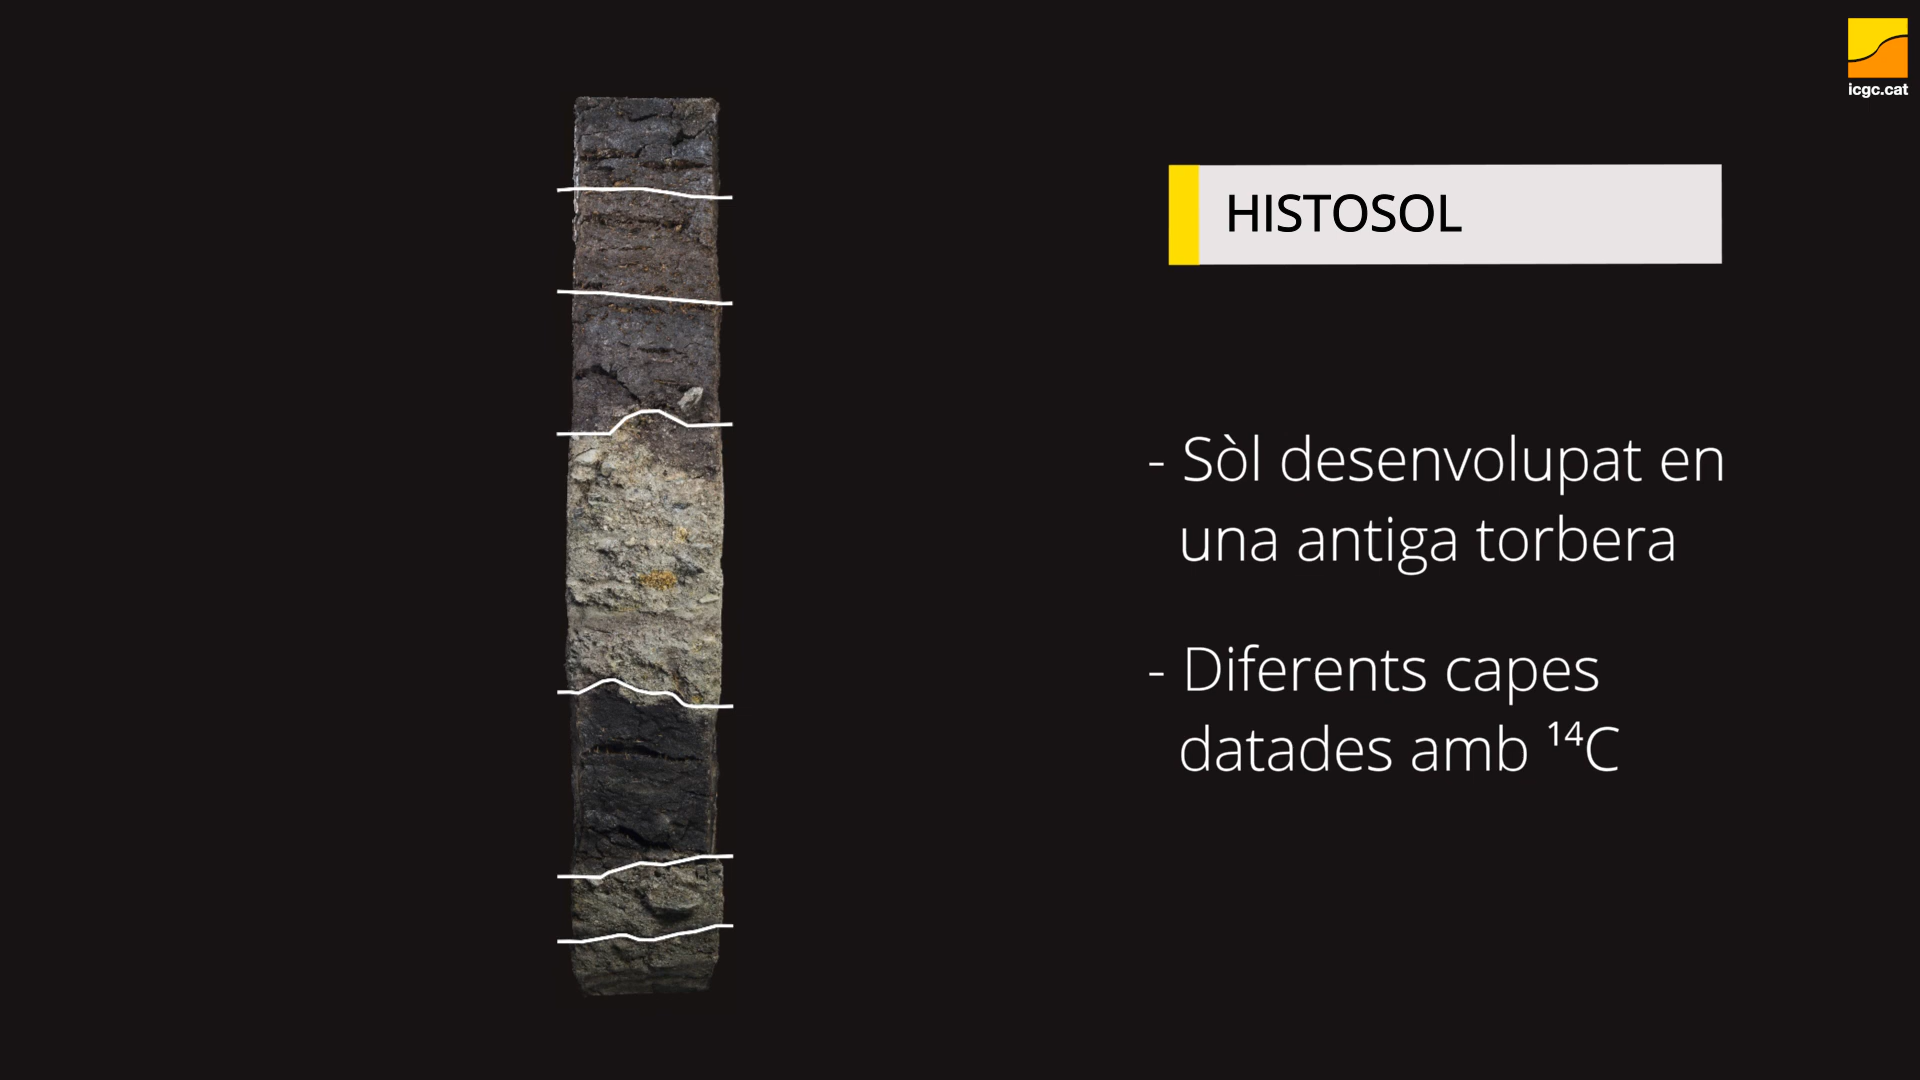 icgc.cat
HISTOSOL
- Sòl desenvolupat en
una antiga torbera
- Diferents capes
datades amb ¹⁴C